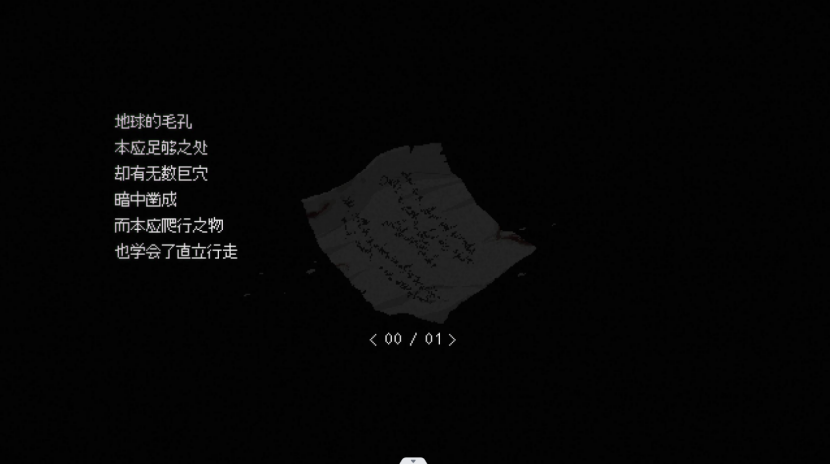 地球的毛孔
本应足够之处
却有无数巨穴
暗中凿成
而本应爬行之物
也学会了直立行走
< 00 / 01 >